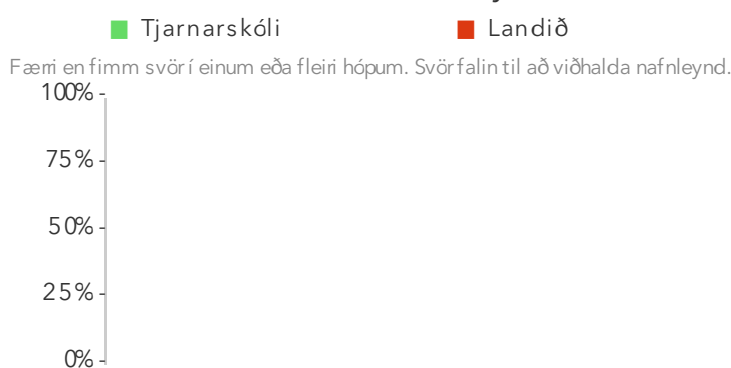 Tjarnarskóli Landið
Færri en fimm svör í einum eða fleiri hópum. Svör falin til að viðhalda nafnleynd.
100%
75%
50%
25%
0%